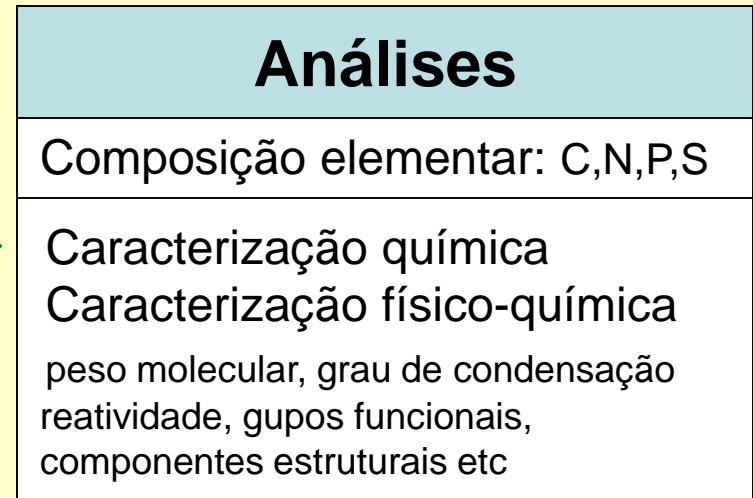 Análises
Composição elementar: C,N,P,S
Caracterização química
Caracterização físico-química
peso molecular, grau de condensação
reatividade, gupos funcionais,
componentes estruturais etc